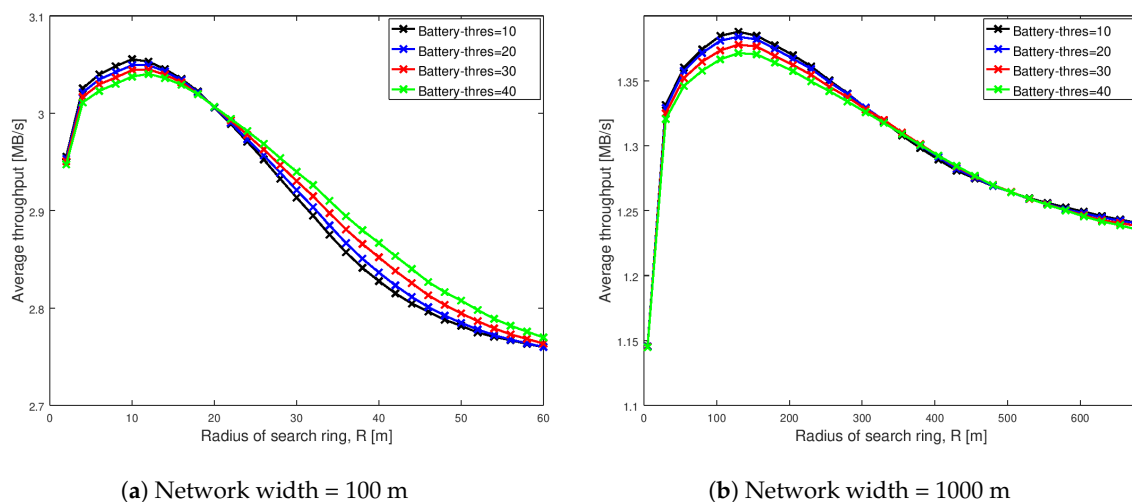 3.1
3
2.9
2.8
2.7
0
10
20
30
40
50
60
Average throughput [MB/s]
Radius of search ring, R [m]
Battery-thres=10
Battery-thres=20
Battery-thres=30
Battery-thres=40
(a) Network width = 100 m
1.35
1.3
1.25
1.2
1.15
1.1
0
100
200
300
400
500
600
Average throughput [MB/s]
Radius of search ring, R [m]
Battery-thres=10
Battery-thres=20
Battery-thres=30
Battery-thres=40
(b) Network width = 1000 m